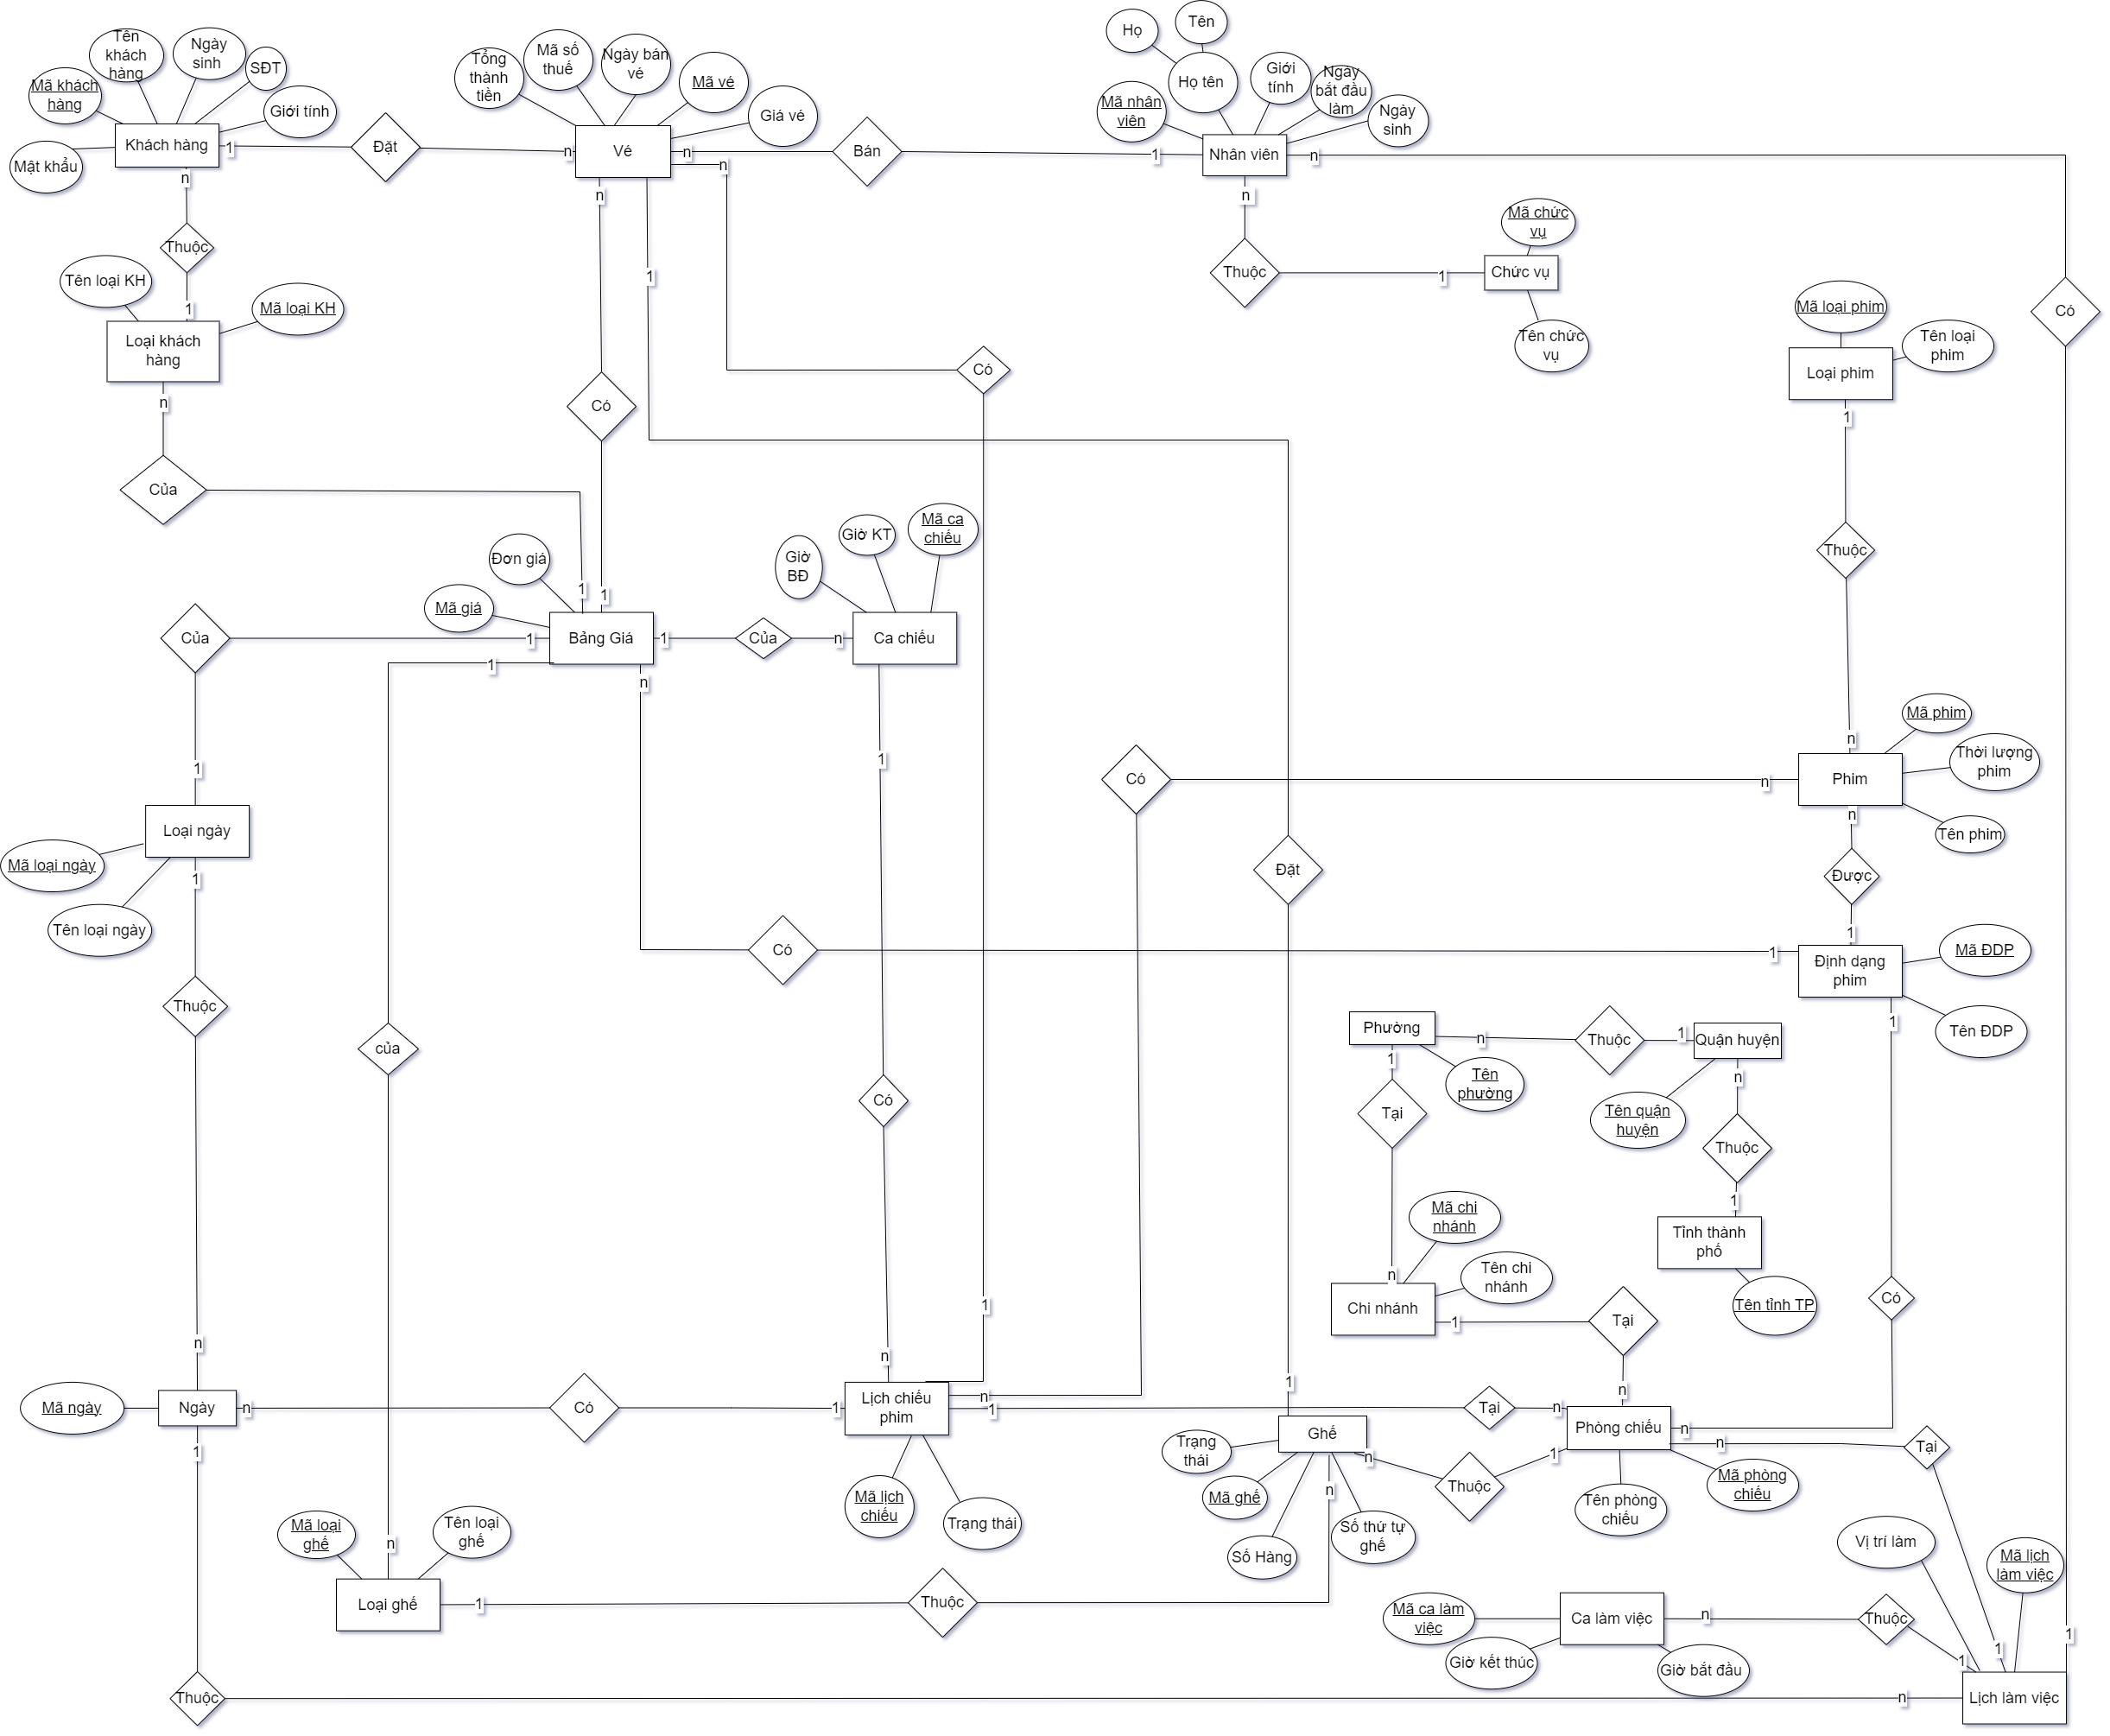 Họ
Tên
Tên
khách
hàng
Ngày
sinh
SĐT
Mã khách
hàng
Giới tính
Mật khẩu
Khách hàng
1
Đặt
n
Tổng
thành
tiền
Mã số
thuế
Ngày bán
vé
Mã vé
Giá vé
Vé
n
n
Bán
1
Họ tên
Giới
tính
Ngày
bắt đầu
làm
Mã nhân
viên
Ngày
sinh
Nhân viên
n
n
Thuộc
1
Tên loại KH
Mã loại KH
Loại khách
hàng
n
Của
n
1
n
Thuộc
1
Mã chức
vụ
Chức vụ
Tên chức
vụ
Có
Mã loại phim
Tên loại
phim
Loại phim
1
Có
Có
Thuộc
Đơn giá
Mã giá
1
1
Giờ
BĐ
Giờ KT
Mã ca
chiếu
Của
1
Bảng Giá
1
Của
n
Ca chiếu
1
n
1
1
Loại ngày
1
Mã loại ngày
Tên loại ngày
Thuộc
n
Mã phim
Thời lượng
phim
Tên phim
Có
n
Phim
n
Đặt
Được
1
Có
1
Định dạng
phim
Mã ĐDP
Tên ĐDP
1
của
Có
Phường
n
Thuộc
1
Quận huyện
1
Tên
phường
n
Tên quận
huyện
Tại
Thuộc
1
Mã chi
nhánh
Tỉnh thành
phố
Tên tỉnh TP
n
Tên chi
nhánh
Chi nhánh
1
Tại
Có
1
n
n
1
n
Mã ngày
Ngày
n
Có
1
Lịch chiếu
phim
n
1
Tại
n
Phòng chiếu
n
n
Tại
1
Trạng
thái
Ghế
n
Thuộc
1
Mã ghế
n
Số Hàng
Số thứ tự
ghế
Tên phòng
chiếu
Mã phòng
chiếu
Mã lịch
chiếu
Trạng thái
Mã loại
ghế
Tên loại
ghế
n
Loại ghế
1
Thuộc
Vị trí làm
Mã lịch
làm việc
Mã ca làm
việc
Ca làm việc
n
Thuộc
1
1
1
Giờ kết thúc
Giờ bắt đầu
Thuộc
n
Lịch làm việc